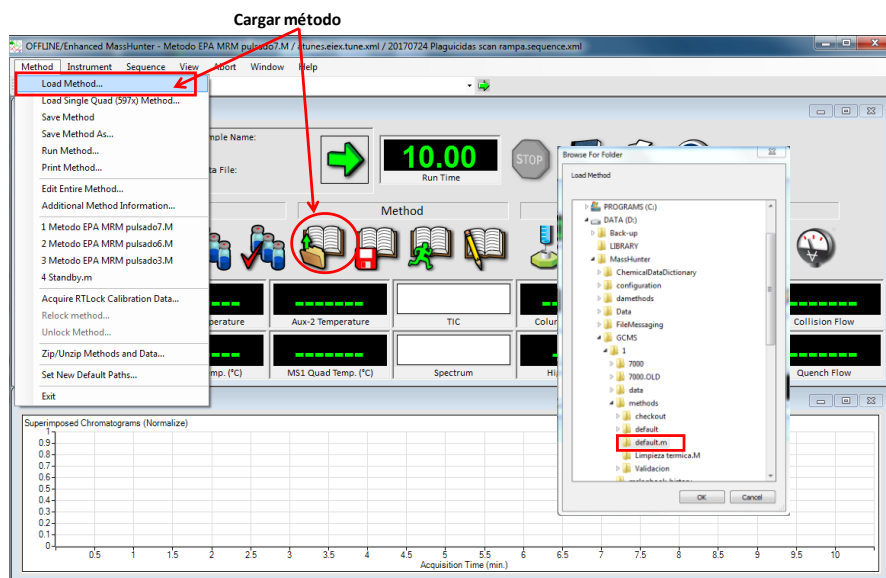 Cargar método
OFFLINE/Enhanced MassHunter - Metodo EPA MRM pulsado7.M / atunes.eiex.tune.xml / 20170724 Plaguicidas scan rampa.sequence.xml
Method Instrument Sequence View Abort Window Help
Load Method...
Load Single Quad (597x) Method...
Save Method
Save Method As...
Run Method...
Print Method...
Edit Entire Method...
Additional Method Information...
1 Metodo EPA MRM pulsado7.M
2 Metodo EPA MRM pulsado6.M
3 Metodo EPA MRM pulsado3.M
4 Standby.m
Acquire RTLock Calibration Data...
Relock method...
Unlock Method...
Zip/Unzip Methods and Data...
Set New Default Paths...
Exit
mple Name:
ta File:
10.00
Run Time
STOP
Method
perature
Aux-2 Temperature
TIC
Colur
Collision Flow
mp. (°C)
MS1 Quad Temp. (°C)
Spectrum
Quench Flow
Browse For Folder
Load Method
PROGRAMS (C:)
DATA (D:)
Back-up
LIBRARY
MassHunter
ChemicalDataDictionary
configuration
damethods
Data
FileMessaging
GCMS
1
7000
7000.OLD
data
methods
checkout
default
default.m
Limpieza termica.M
Validacion
OK Cancel
Superimposed Chromatograms (Normalize)
1
0.9
0.8
0.7
0.6
0.5
0.4
0.3
0.2
0.1
0
0.5 1 1.5 2 2.5 3 3.5 4 4.5 5 5.5 6 6.5 7 7.5 8 8.5 9 9.5 10
Acquisition Time (min.)